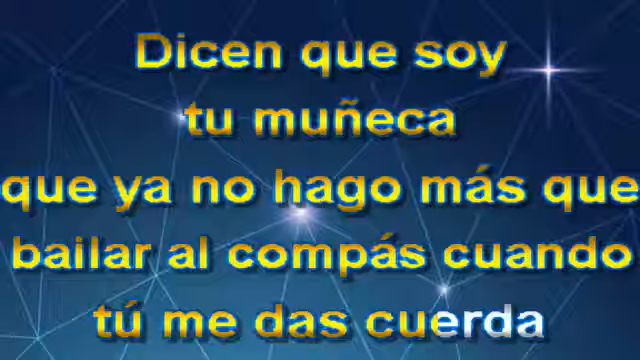 Dicen que soy
tu muñeca
que ya no hago más que
bailar al compás cuando
tú me das cuerda